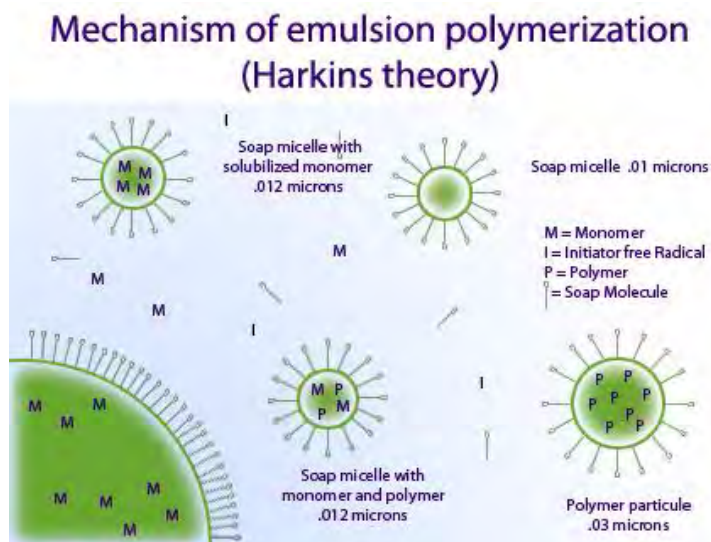 Mechanism of emulsion polymerization
(Harkins theory)
I
Soap micelle with
solubilized monomer
.012 microns
Soap micelle .01 microns
M M
M M
M = Monomer
I = Initiator free Radical
P = Polymer
= Soap Molecule
M
M
M
I
I
M P
P M
P P
P P P
P
P P
M M
M
M M M
M
M
Soap micelle with
monomer and polymer
.012 microns
Polymer particule
.03 microns